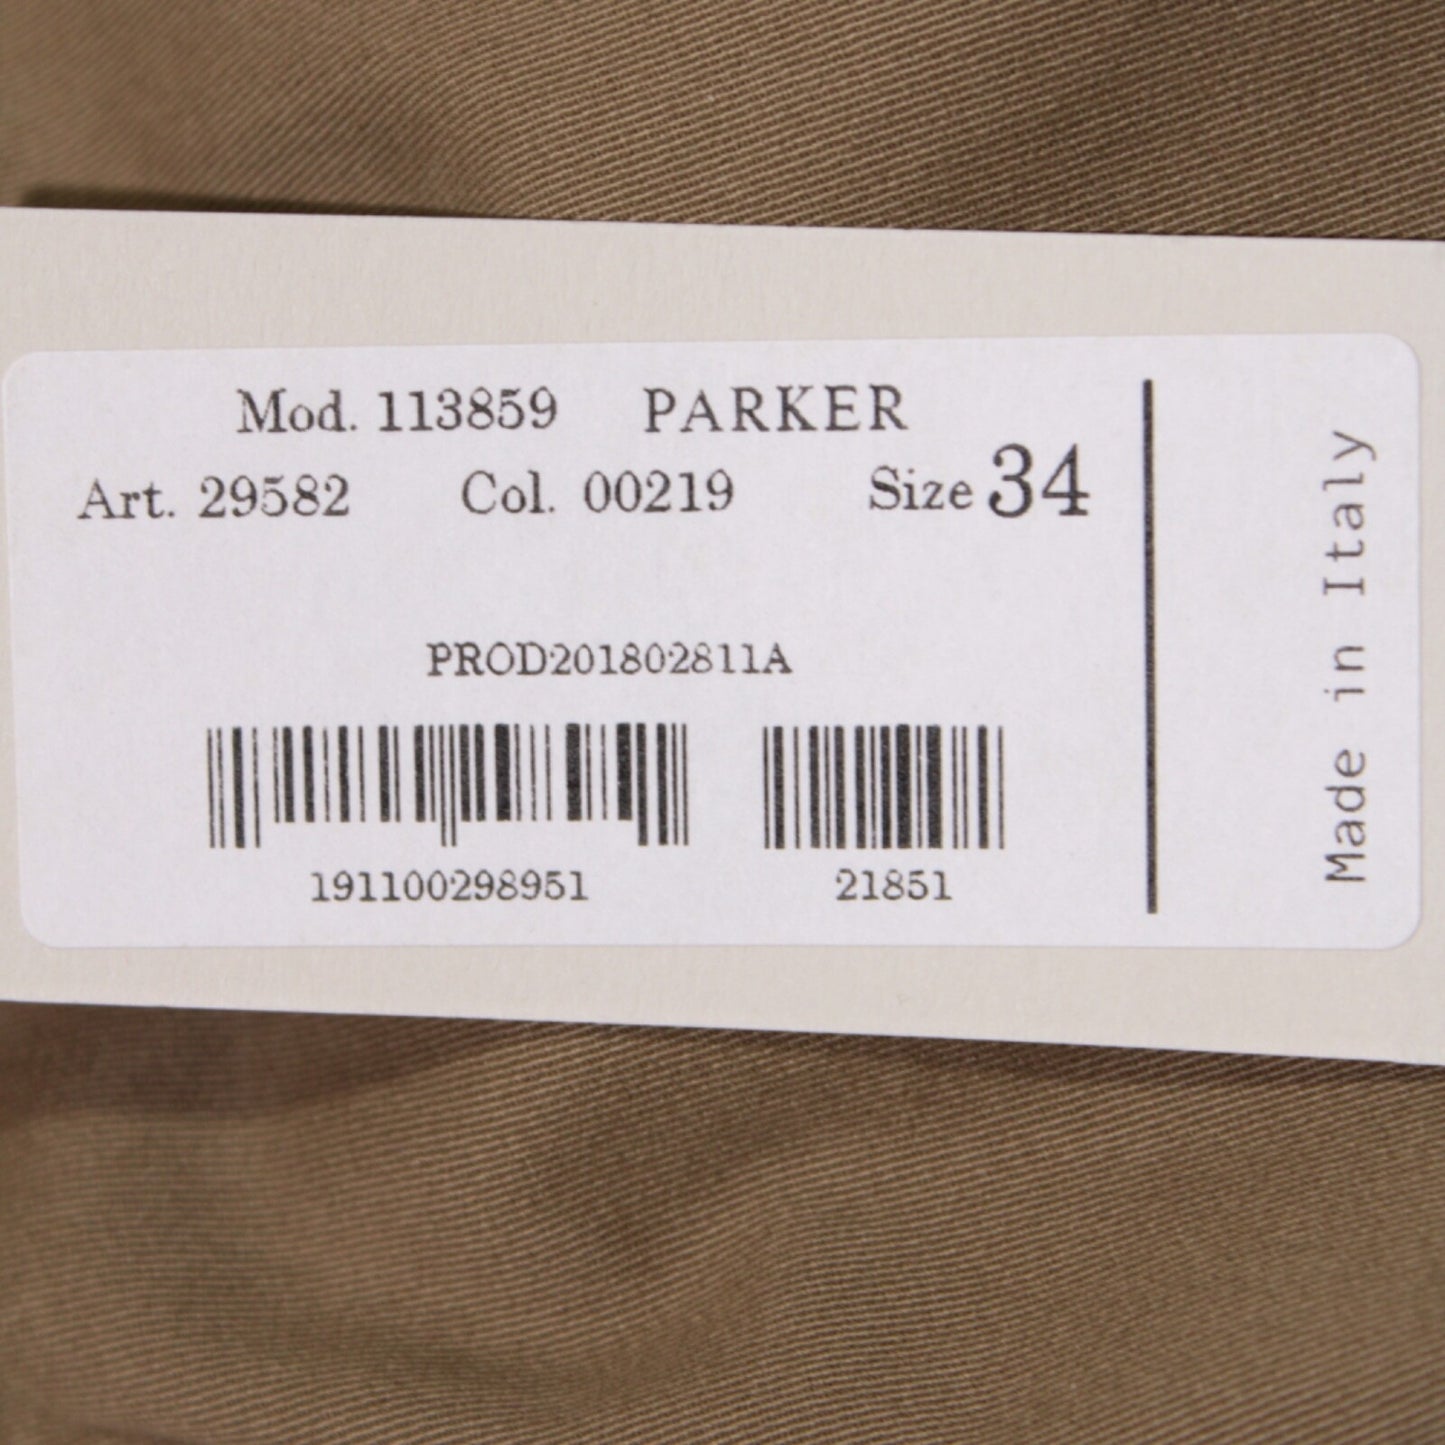 Mod. 113859 PARKER
Art. 29582 Col. 00219 Size 34
PROD201802811A
191100298951 21851
Made in Italy